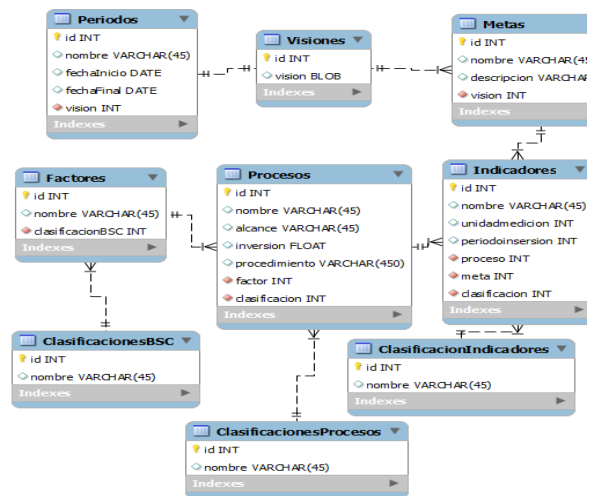 Periodos
id INT
nombre VARCHAR(45)
fechaInicio DATE
fechaFinal DATE
vision INT
Indexes
Visiones
id INT
vision BLOB
Indexes
Metas
id INT
nombre VARCHAR(45
descripcion VARCHA
vision INT
Indexes
Factores
id INT
nombre VARCHAR(45)
clasificacionBSC INT
Indexes
Procesos
id INT
nombre VARCHAR(45)
alcance VARCHAR(45)
inversion FLOAT
procedimiento VARCHAR(450)
factor INT
clasificacion INT
Indexes
Indicadores
id INT
nombre VARCHAR(45)
unidadmedicion INT
periodoinsersion INT
proceso INT
meta INT
clasificacion INT
Indexes
ClasificacionesBSC
id INT
nombre VARCHAR(45)
Indexes
ClasificacionIndicadores
id INT
nombre VARCHAR(45)
Indexes
ClasificacionesProcesos
id INT
nombre VARCHAR(45)
Indexes